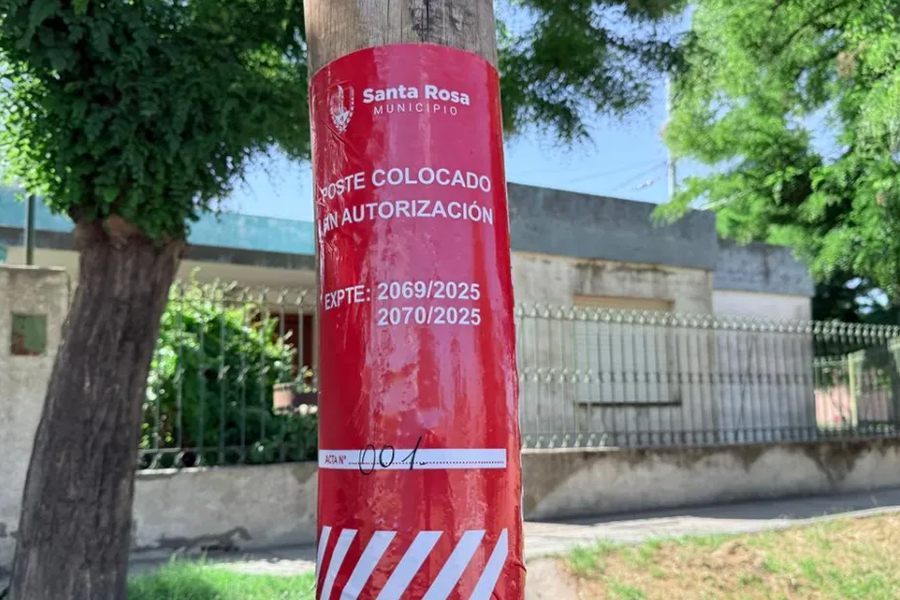 Santa Rosa
MUNICIPIO
POSTE COLOCADO
SIN AUTORIZACIÓN
EXPTE: 2069/2025
2070/2025
ACTA Nº 001